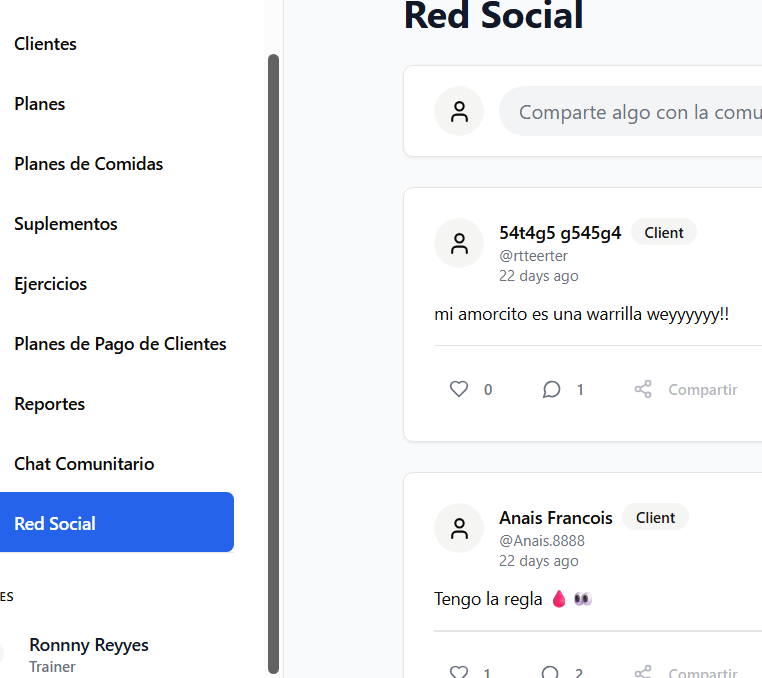 Clientes
Planes
Planes de Comidas
Suplementos
Ejercicios
Planes de Pago de Clientes
Reportes
Chat Comunitario
Red Social
ES
Ronnny Reyyes
Trainer
Red Social
Comparte algo con la comu
54t4g5 g545g4 Client
@rtteerter
22 days ago
mi amorcito es una warrilla weyyyyyy!!
0 1 Compartir
Anais Francois Client
@Anais.8888
22 days ago
Tengo la regla 🩸 👀
1 2 Compartir